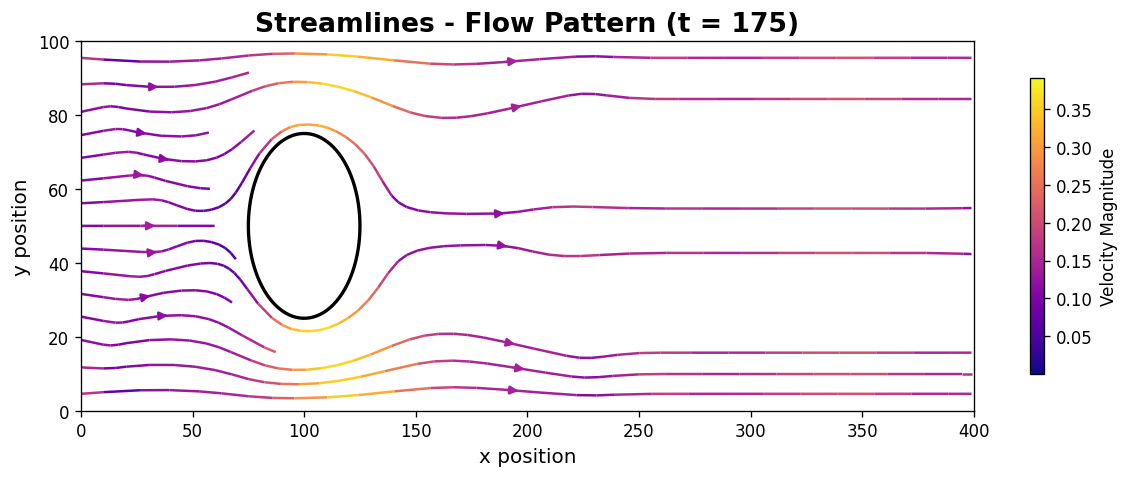 Streamlines - Flow Pattern (t = 175)
100
80
60
40
20
0
y position
0 50 100 150 200 250 300 350 400
x position
0.35
0.30
0.25
0.20
0.15
0.10
0.05
Velocity Magnitude